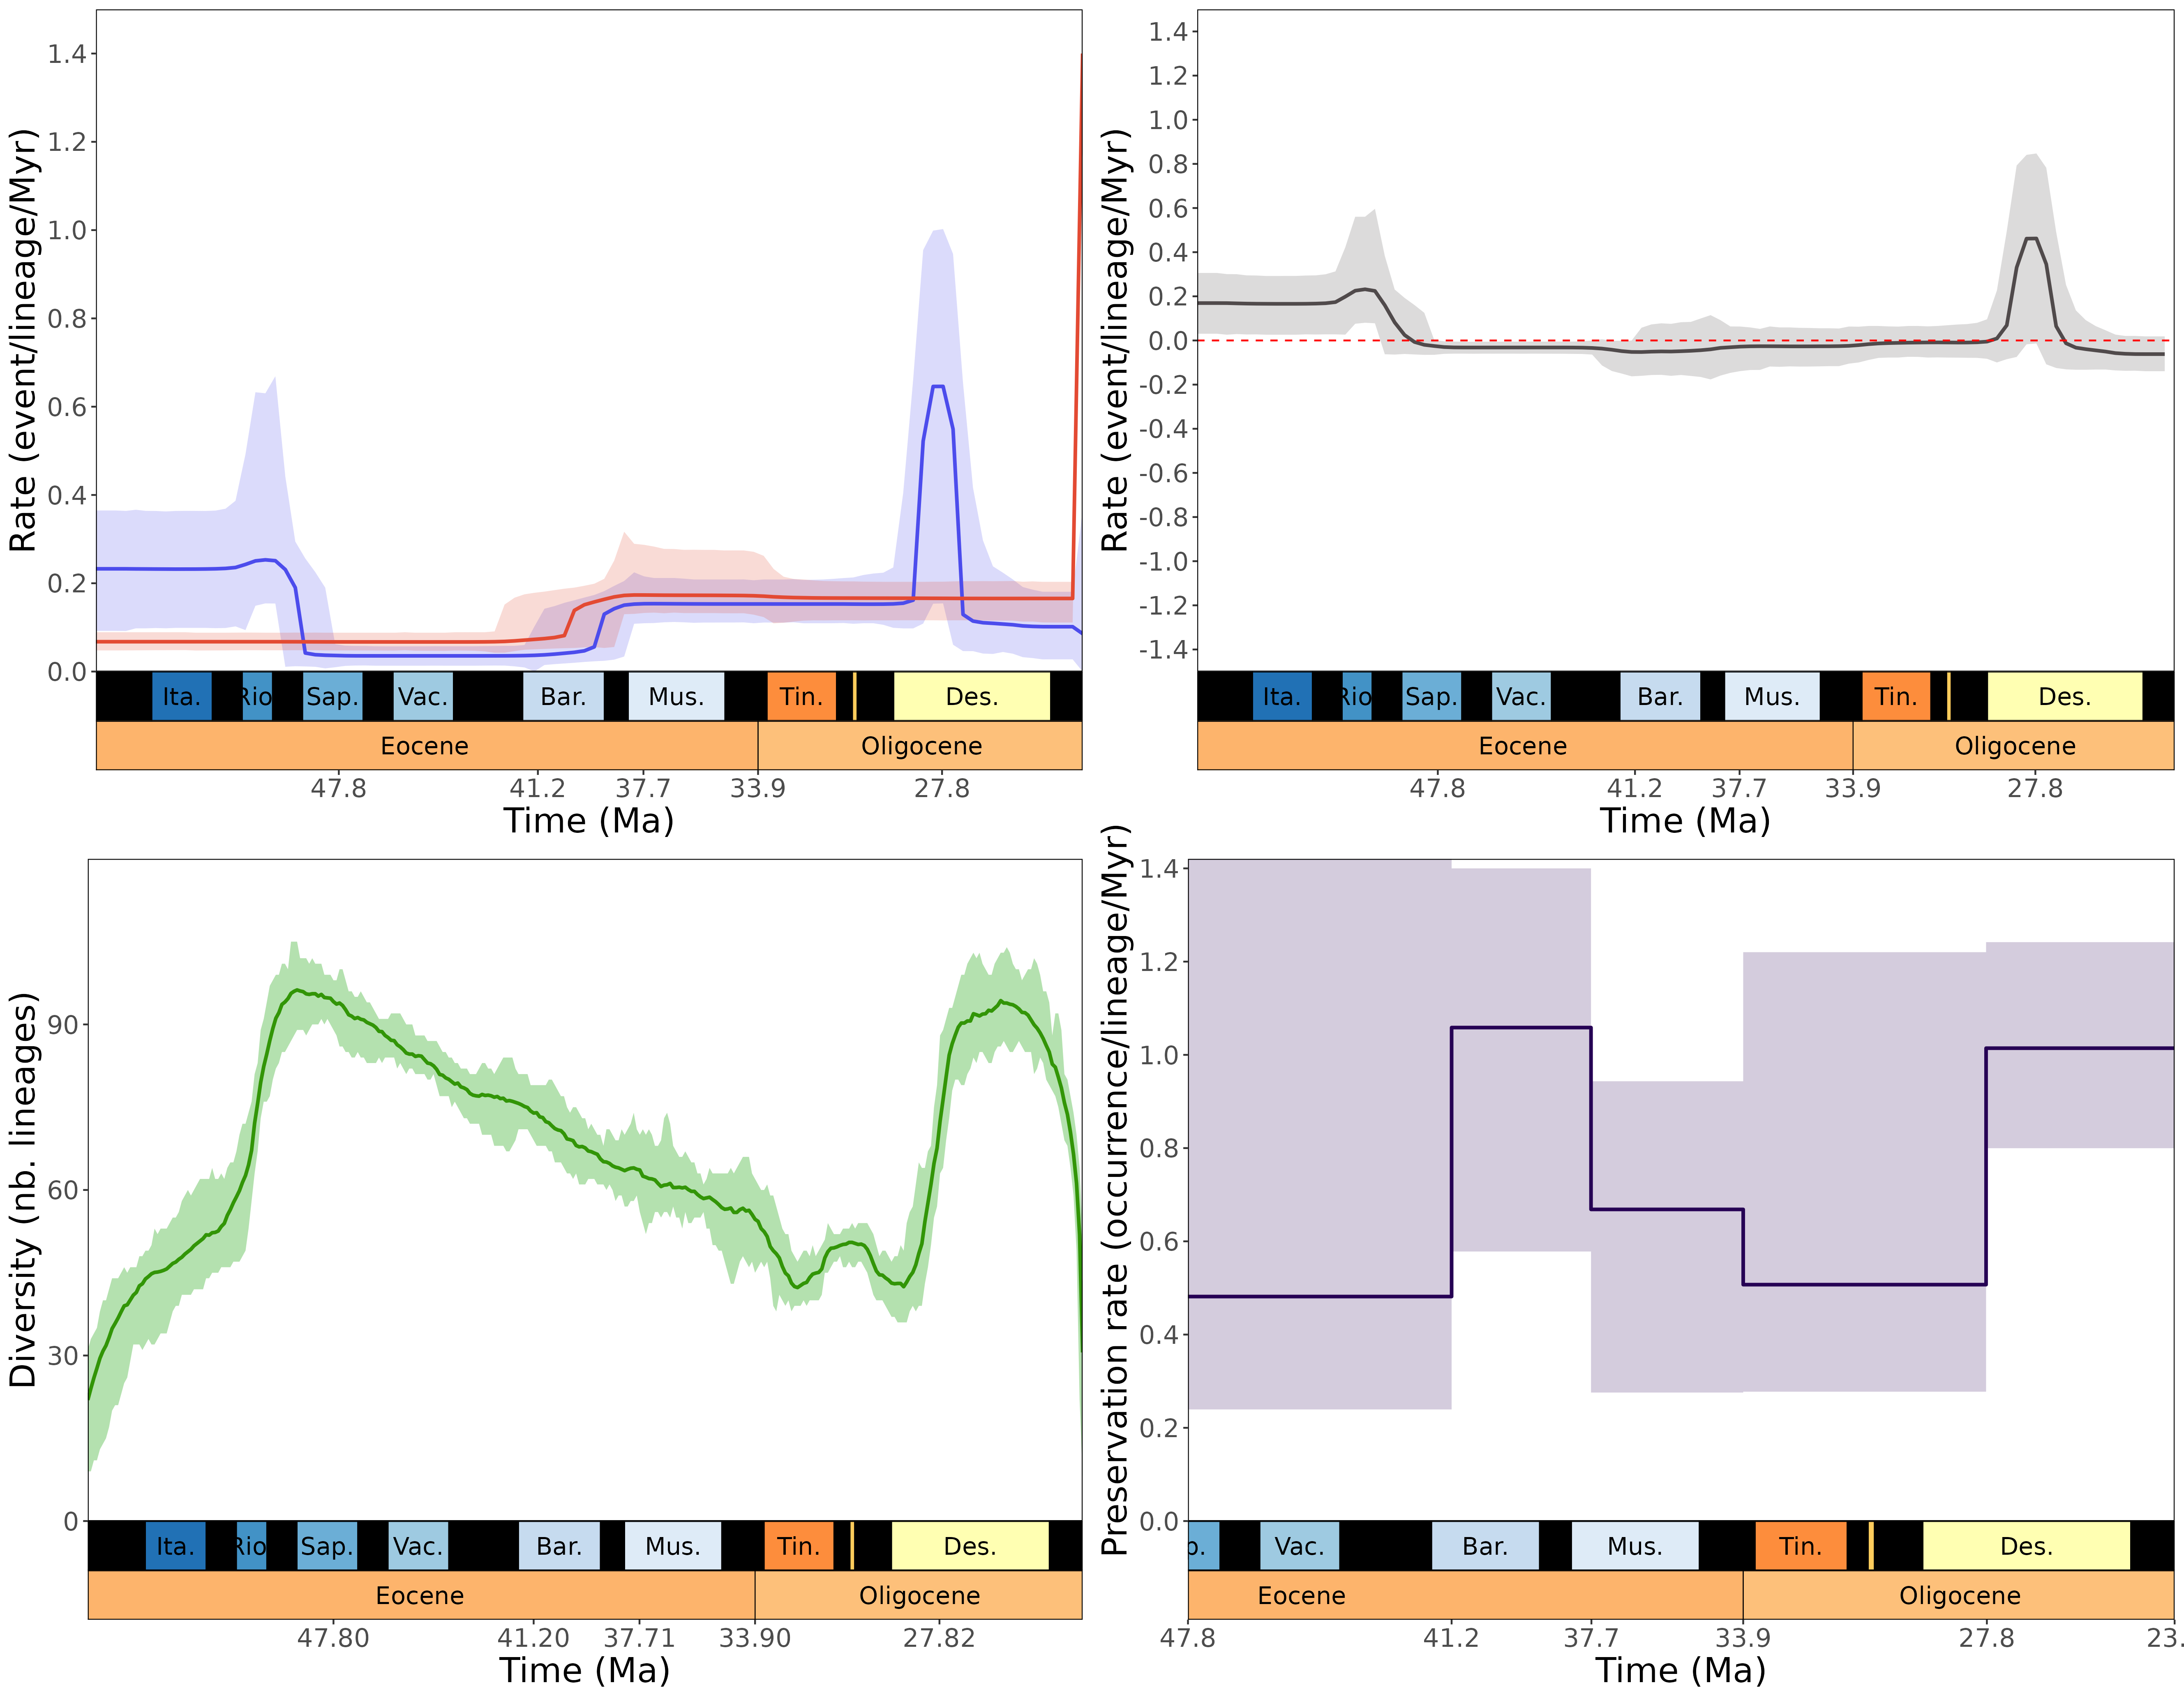 Rate (event/lineage/Myr)
1.4
1.2
1.0
0.8
0.6
0.4
0.2
0.0
Ita. Rio Sap. Vac. Bar. Mus. Tin. Des.
Eocene Oligocene
47.8 41.2 37.7 33.9 27.8
Time (Ma)
Rate (event/lineage/Myr)
1.4
1.2
1.0
0.8
0.6
0.4
0.2
0.0
-0.2
-0.4
-0.6
-0.8
-1.0
-1.2
-1.4
Ita. Rio Sap. Vac. Bar. Mus. Tin. Des.
Eocene Oligocene
47.8 41.2 37.7 33.9 27.8
Time (Ma)
Diversity (nb. lineages)
90
60
30
0
Ita. Rio Sap. Vac. Bar. Mus. Tin. Des.
Eocene Oligocene
47.80 41.20 37.71 33.90 27.82
Time (Ma)
Preservation rate (occurrence/lineage/Myr)
1.4
1.2
1.0
0.8
0.6
0.4
0.2
0.0
p. Vac. Bar. Mus. Tin. Des.
Eocene Oligocene
47.8 41.2 37.7 33.9 27.8 23.
Time (Ma)